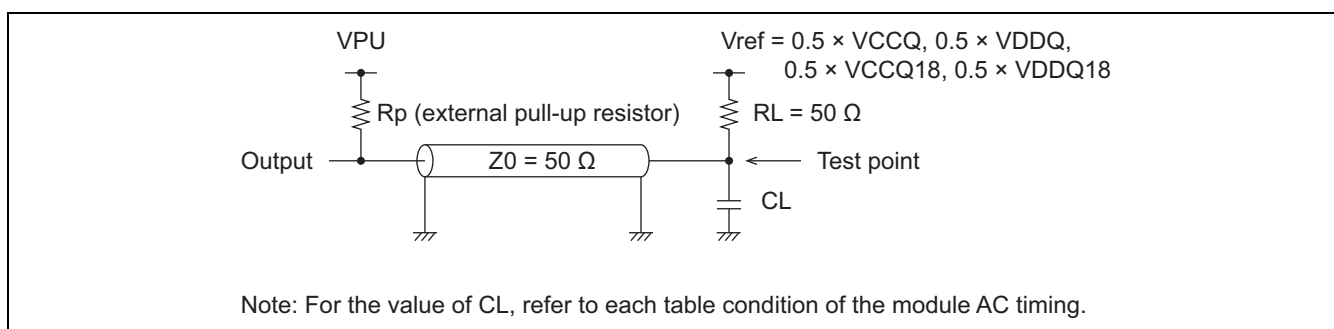 VPU
Vref = 0.5 × VCCQ, 0.5 × VDDQ,
0.5 × VCCQ18, 0.5 × VDDQ18
Rp (external pull-up resistor)
RL = 50 Ω
Output
Z0 = 50 Ω
Test point
CL
Note: For the value of CL, refer to each table condition of the module AC timing.